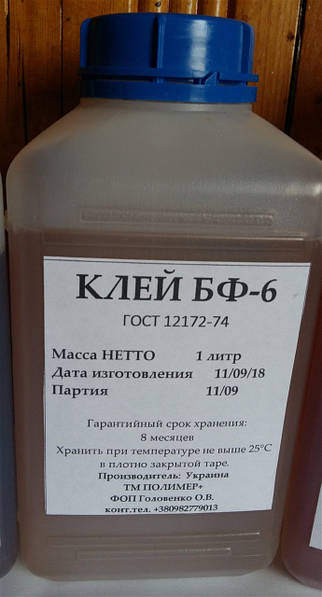 КЛЕЙ БФ-6
ГОСТ 12172-74
Масса НЕТТО 1 литр
Дата изготовления 11/09/18
Партия 11/09
Гарантийный срок хранения:
8 месяцев
Хранить при температуре не выше 25°С
в плотно закрытой таре.
Производитель: Украина
ТМ ПОЛИМЕР+
ФОП Головенко О.В.
конт.тел. +380982779013